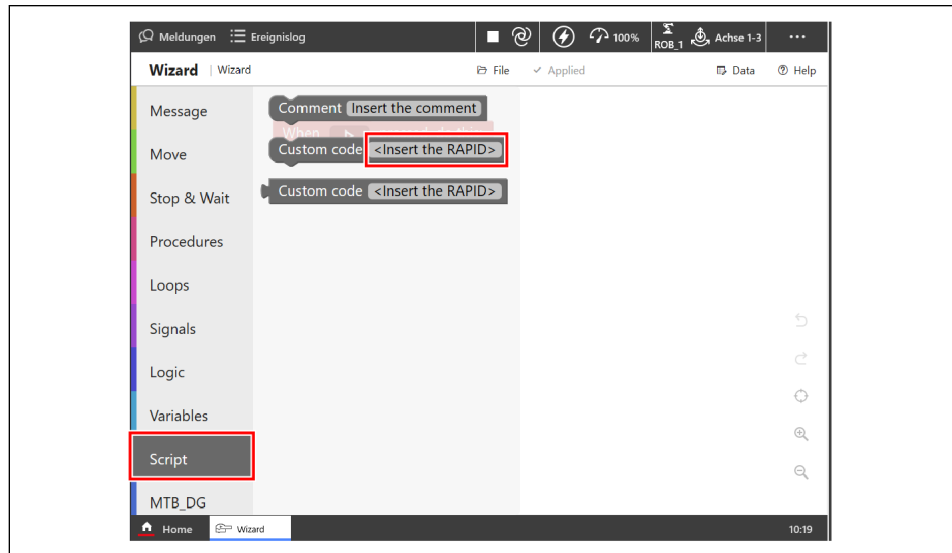 Meldungen Ereignislog 100% ROB_1 Achse 1-3 ...
Wizard | Wizard File Applied Data Help
Message
Move
Stop & Wait
Procedures
Loops
Signals
Logic
Variables
Script
MTB_DG
Comment Insert the comment
When
Custom code <Insert the RAPID>
Custom code <Insert the RAPID>
Home Wizard 10:19